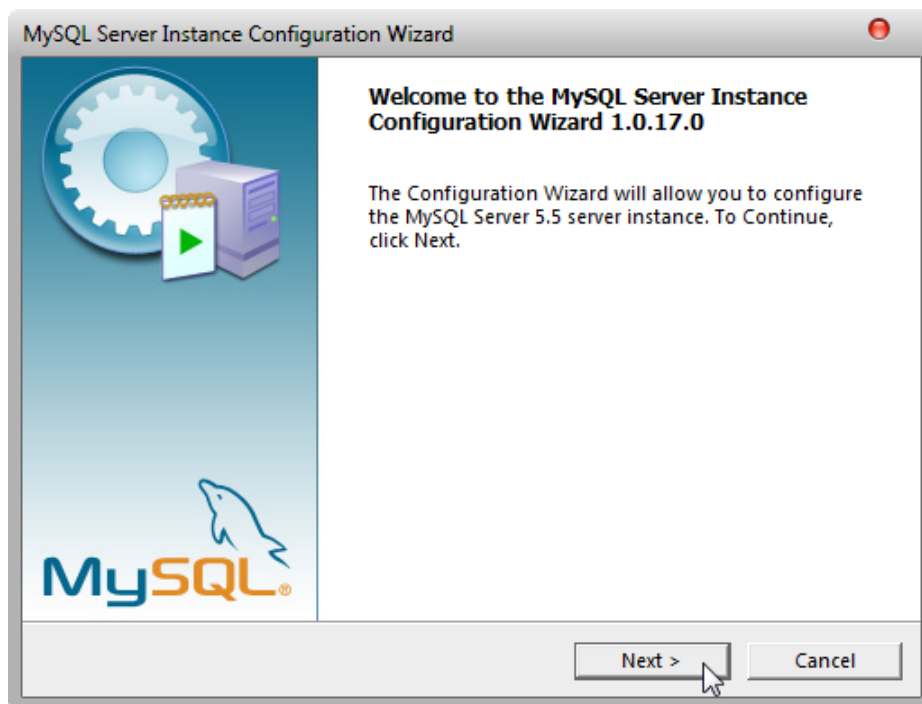 MySQL Server Instance Configuration Wizard
Welcome to the MySQL Server Instance
Configuration Wizard 1.0.17.0
The Configuration Wizard will allow you to configure
the MySQL Server 5.5 server instance. To Continue,
click Next.
MySQL®
Next >
Cancel